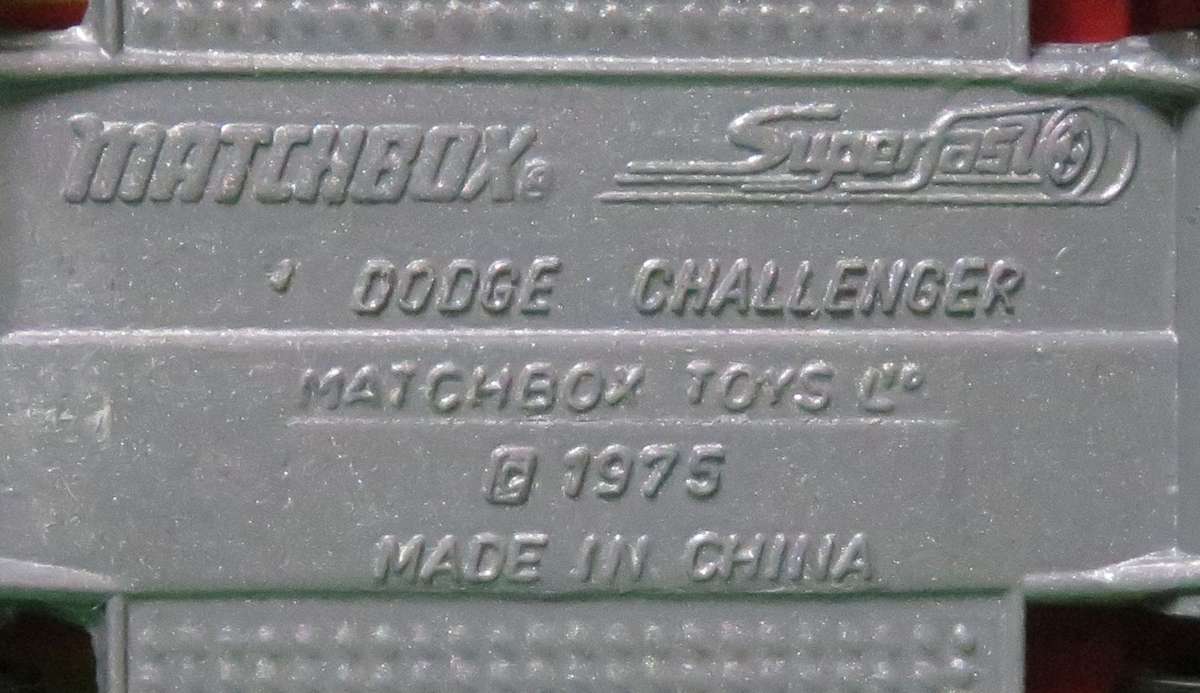 MATCHBOX® Superfast
DODGE CHALLENGER
MATCHBOX TOYS LTD
© 1975
MADE IN CHINA